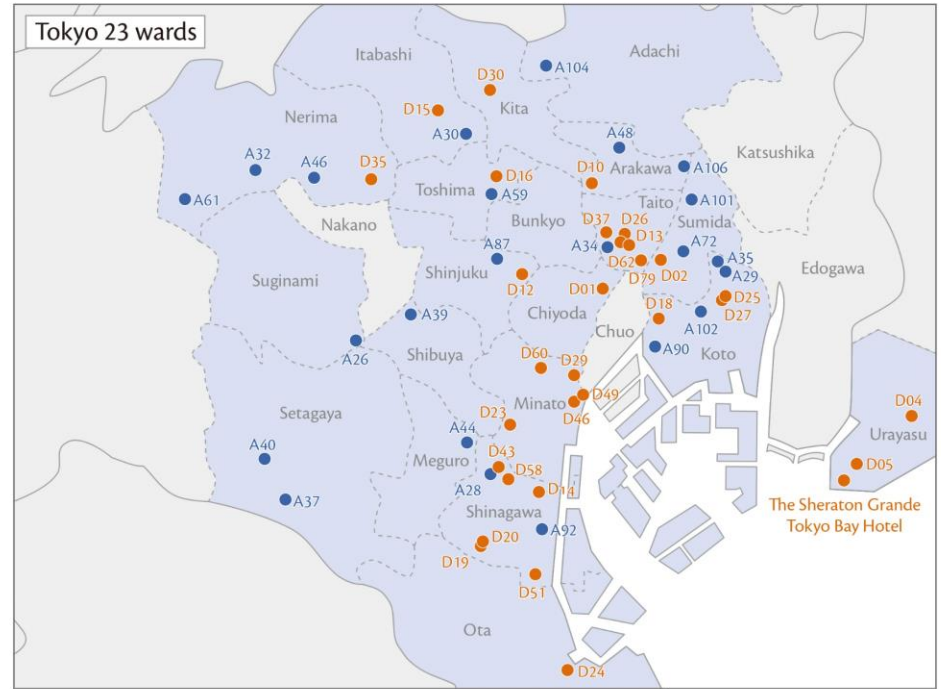 Tokyo 23 wards
Itabashi
Adachi
A104
D30
Kita
D15
Nerima
A30
A48
Katsushika
A32
A46
D35
D16
D10
Arakawa
A106
Toshima
A59
Taito
A61
A101
Nakano
Bunkyo
D37
D26
Sumida
A34
D13
A72
A87
A35
Suginami
Shinjuku
D62
Edogawa
A29
D12
D79
D02
D01
D25
D18
D27
Chiyoda
A39
A102
Chuo
A26
Shibuya
A90
Koto
D60
D29
D49
Minato
D46
D04
Setagaya
D23
Urayasu
A44
A40
D43
Meguro
D58
D05
A28
D14
A37
The Sheraton Grande
Tokyo Bay Hotel
Shinagawa
A92
D20
D19
D51
Ota
D24